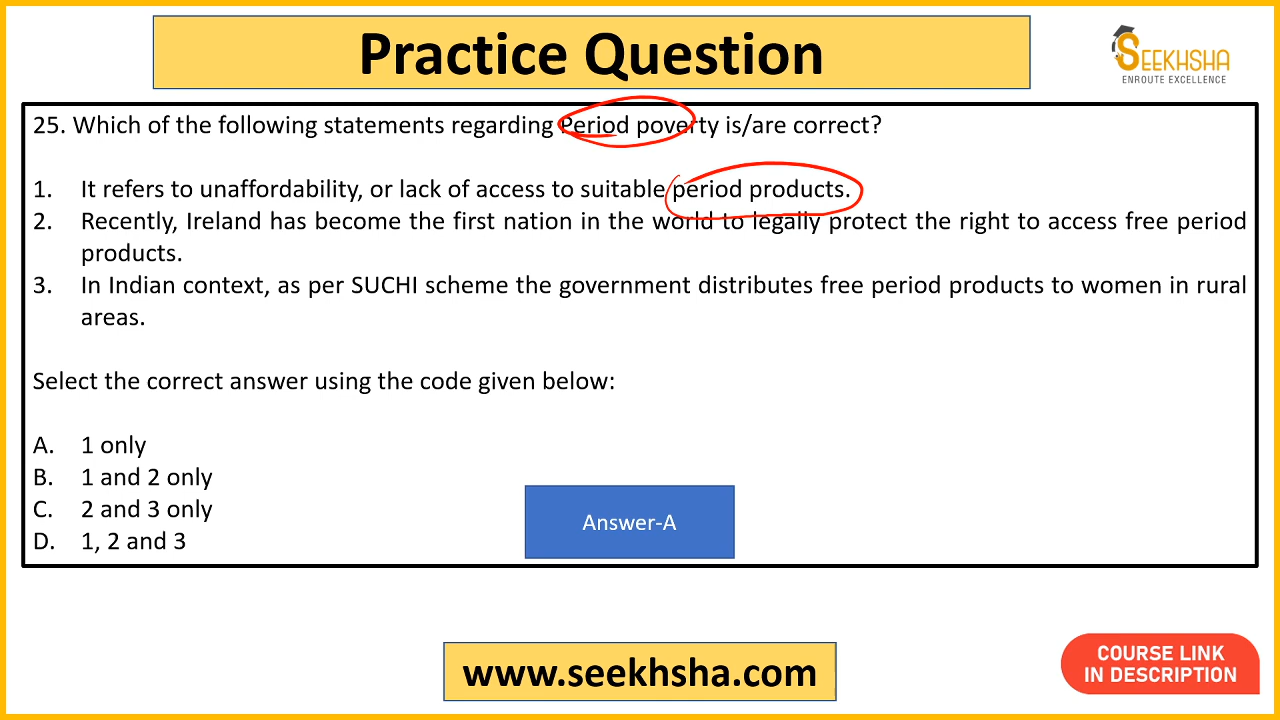 Practice Question
SEEKHSHA
ENROUTE EXCELLENCE
25. Which of the following statements regarding Period poverty is/are correct?
1. It refers to unaffordability, or lack of access to suitable period products.
2. Recently, Ireland has become the first nation in the world to legally protect the right to access free period
products.
3. In Indian context, as per SUCHI scheme the government distributes free period products to women in rural
areas.
Select the correct answer using the code given below:
A. 1 only
B. 1 and 2 only
C. 2 and 3 only
D. 1, 2 and 3
Answer-A
www.seekhsha.com
COURSE LINK
IN DESCRIPTION